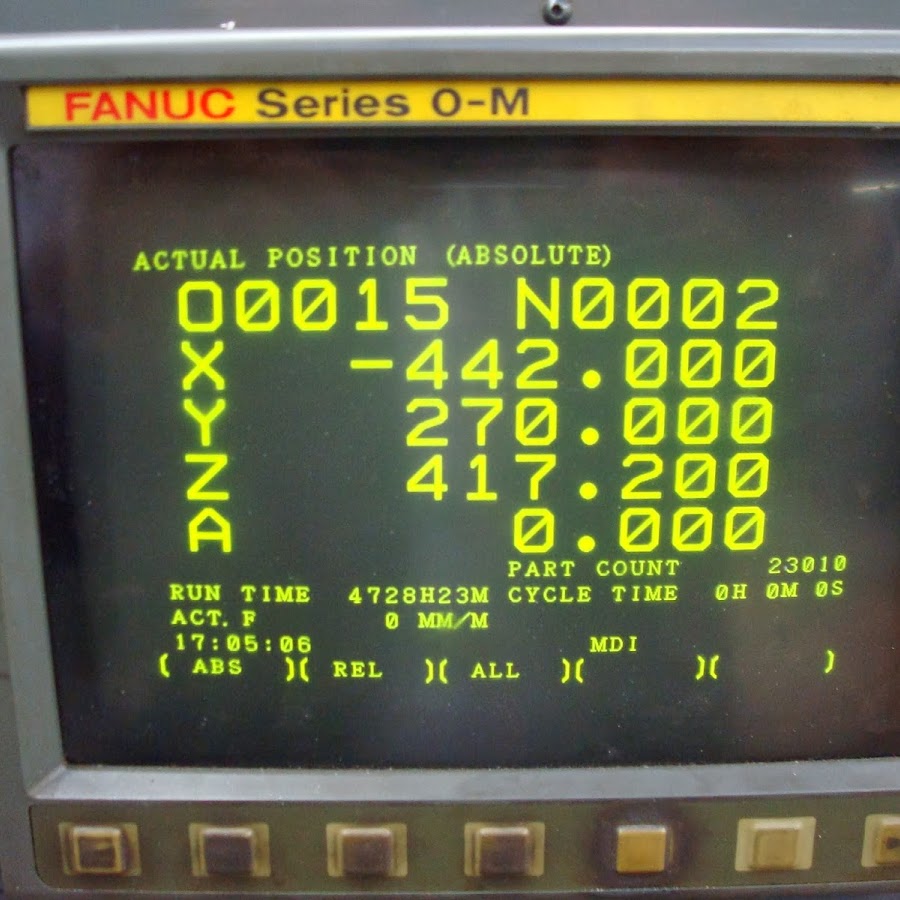 FANUC Series 0-M
ACTUAL POSITION (ABSOLUTE)
O0015 N0002
X -442.000
Y 270.000
Z 417.200
A 0.000
PART COUNT 23010
RUN TIME 4728H23M CYCLE TIME 0H 0M 0S
ACT. F 0 MM/M
17:05:06 MDI
( ABS )( REL )( ALL )( )( )